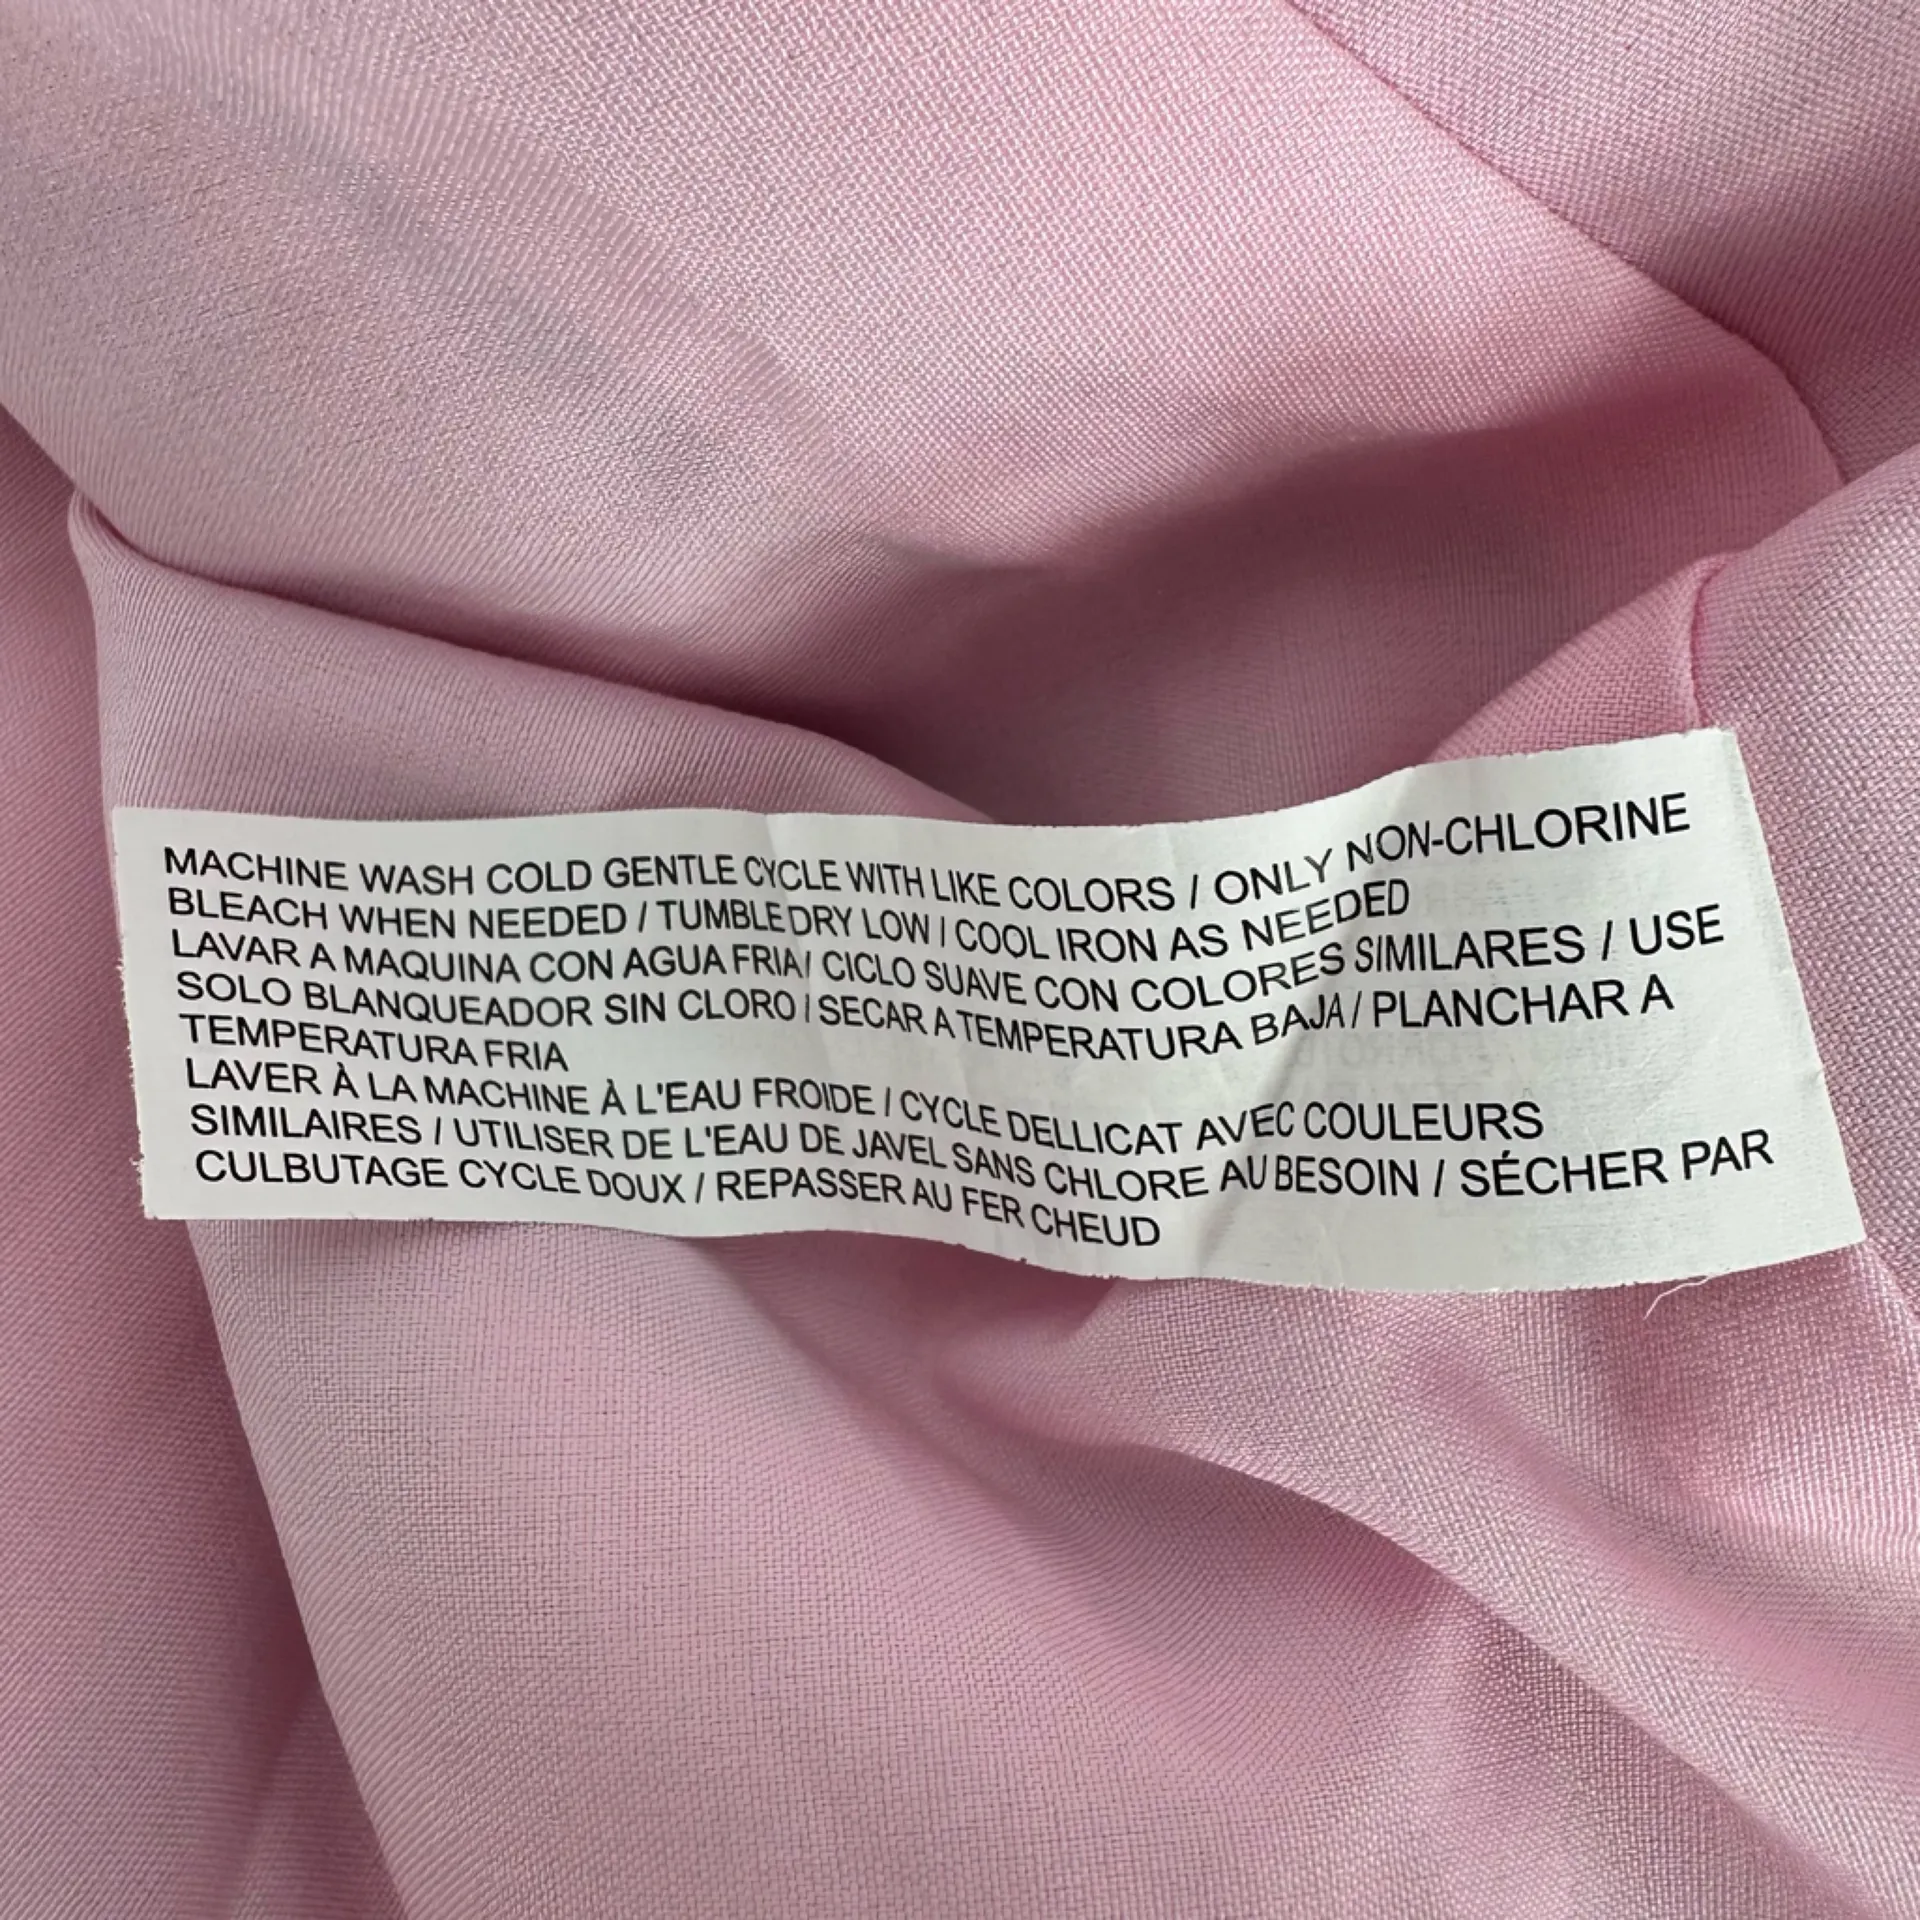 MACHINE WASH COLD GENTLE CYCLE WITH LIKE COLORS / ONLY NON-CHLORINE
BLEACH WHEN NEEDED / TUMBLE DRY LOW / COOL IRON AS NEEDED
LAVAR A MAQUINA CON AGUA FRIA/ CICLO SUAVE CON COLORES SIMILARES / USE
SOLO BLANQUEADOR SIN CLORO / SECAR A TEMPERATURA BAJA / PLANCHAR A
TEMPERATURA FRIA
LAVER À LA MACHINE À L'EAU FROIDE / CYCLE DELLICAT AVEC COULEURS
SIMILAIRES / UTILISER DE L'EAU DE JAVEL SANS CHLORE AU BESOIN / SÉCHER PAR
CULBUTAGE CYCLE DOUX / REPASSER AU FER CHEUD